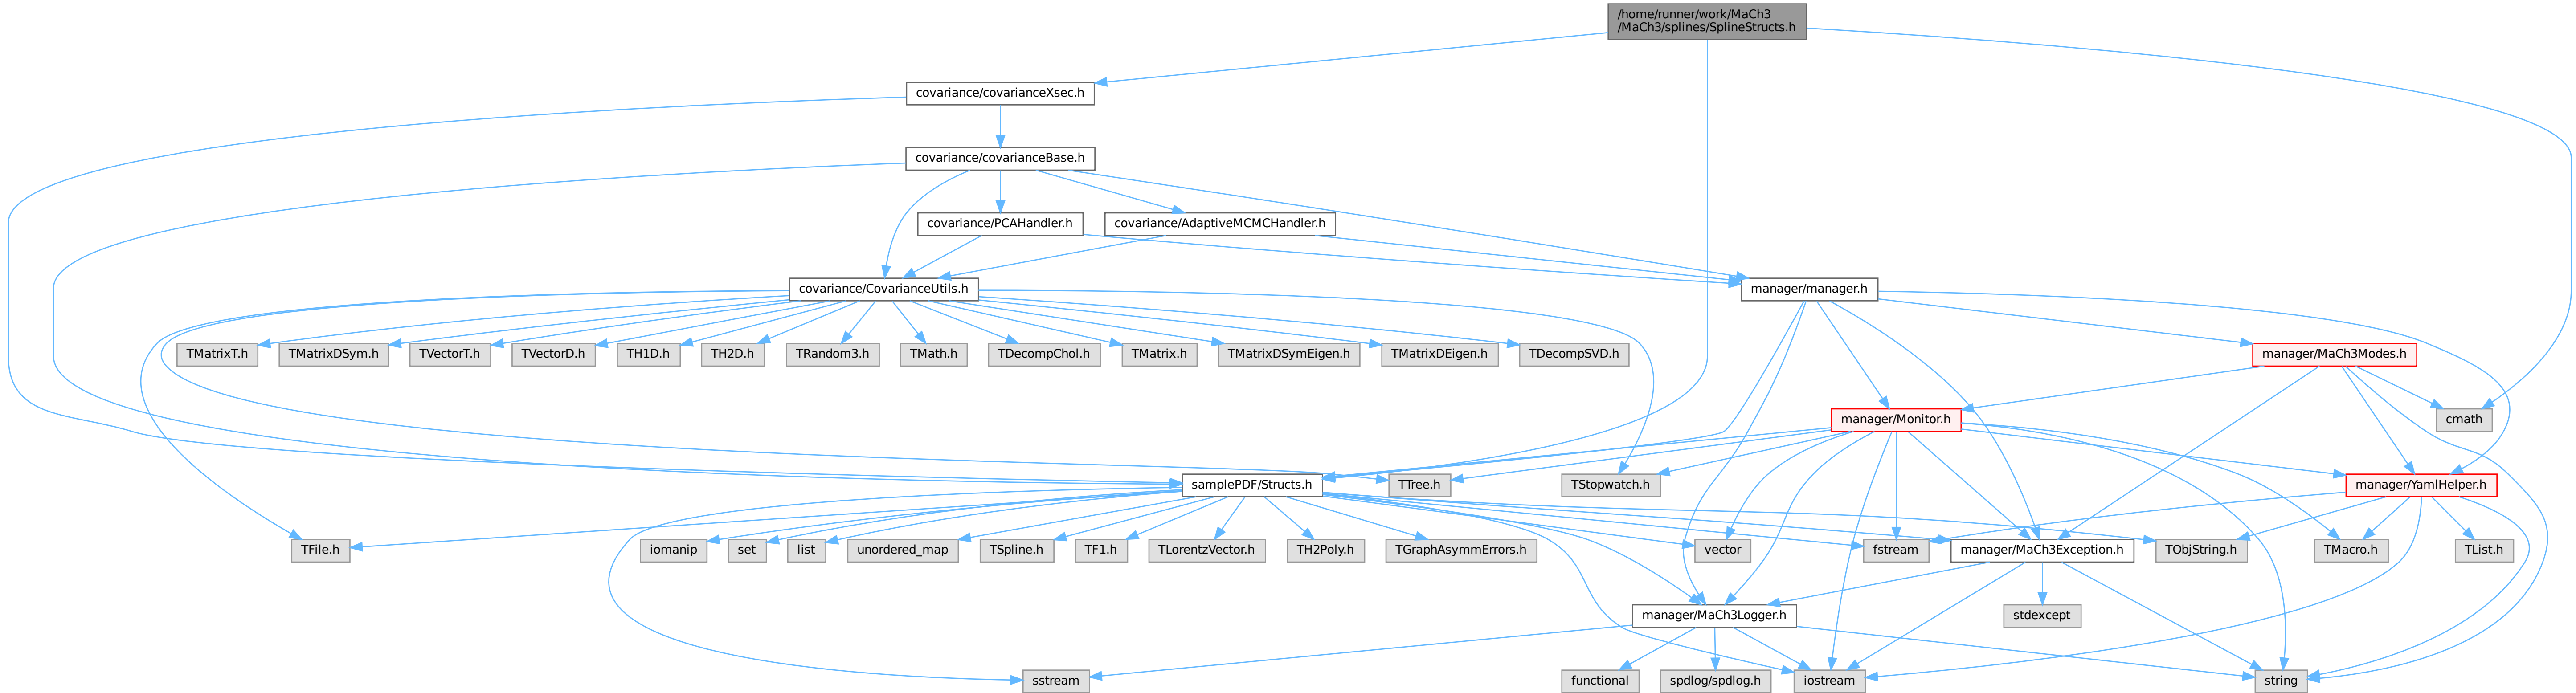 /home/runner/work/MaCh3
/MaCh3/splines/SplineStructs.h
covariance/covarianceXsec.h
covariance/covarianceBase.h
covariance/PCAHandler.h
covariance/AdaptiveMCMCHandler.h
covariance/CovarianceUtils.h
manager/manager.h
TMatrixT.h
TMatrixDSym.h
TVectorT.h
TVectorD.h
TH1D.h
TH2D.h
TRandom3.h
TMath.h
TDecompChol.h
TMatrix.h
TMatrixDSymEigen.h
TMatrixDEigen.h
TDecompSVD.h
manager/MaCh3Modes.h
manager/Monitor.h
cmath
samplePDF/Structs.h
TTree.h
TStopwatch.h
manager/YamlHelper.h
TFile.h
iomanip
set
list
unordered_map
TSpline.h
TF1.h
TLorentzVector.h
TH2Poly.h
TGraphAsymmErrors.h
vector
fstream
manager/MaCh3Exception.h
TObjString.h
TMacro.h
TList.h
manager/MaCh3Logger.h
stdexcept
sstream
functional
spdlog/spdlog.h
iostream
string